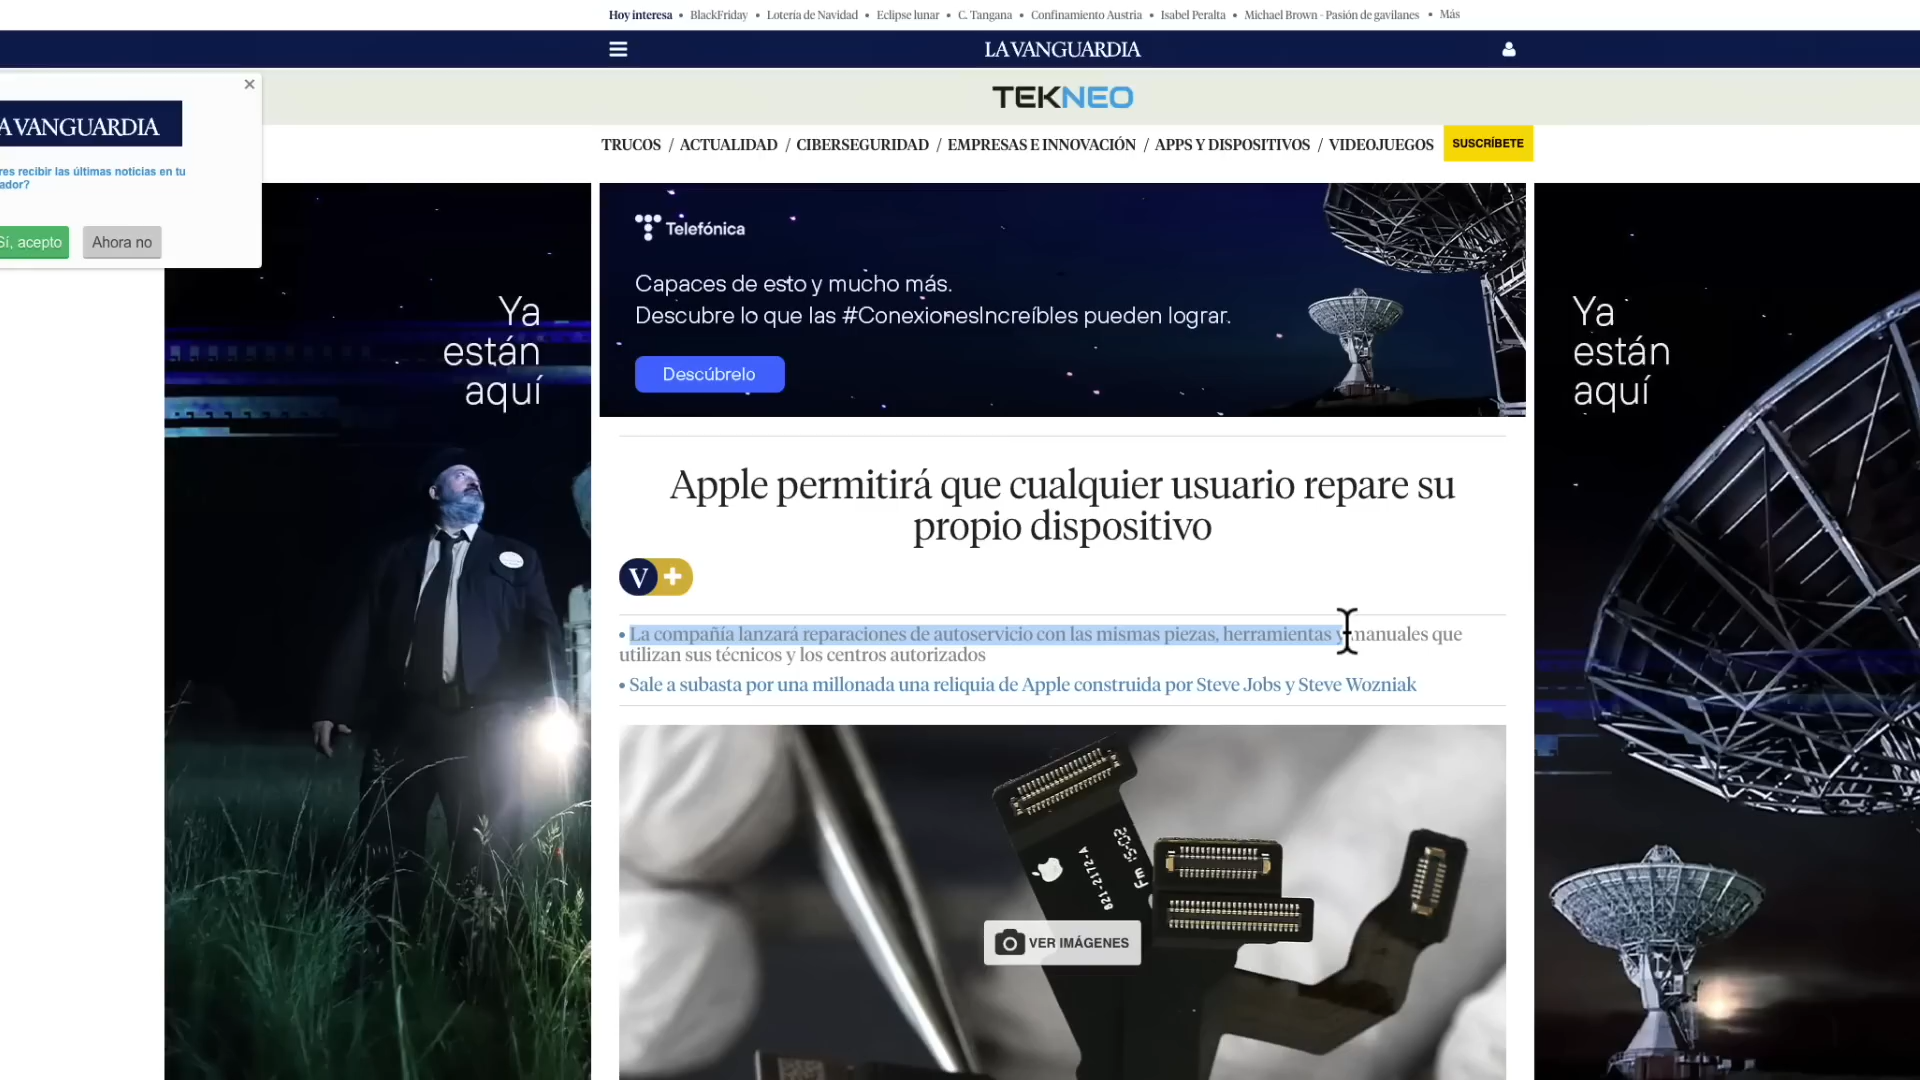 Hoy interesa • BlackFriday • Lotería de Navidad • Eclipse lunar • C. Tangana • Confinamiento Austria • Isabel Peralta • Michael Brown - Pasión de gavilanes • Más
LA VANGUARDIA
TEKNEO
TRUCOS / ACTUALIDAD / CIBERSEGURIDAD / EMPRESAS E INNOVACIÓN / APPS Y DISPOSITIVOS / VIDEOJUEGOS SUSCRÍBETE
×
A VANGUARDIA
res recibir las últimas noticias en tu
ador?
Sí, acepto Ahora no
Ya
están
aquí
Telefónica
Capaces de esto y mucho más.
Descubre lo que las #ConexionesIncreíbles pueden lograr.
Descúbrelo
Ya
están
aquí
Apple permitirá que cualquier usuario repare su
propio dispositivo
V +
• La compañía lanzará reparaciones de autoservicio con las mismas piezas, herramientas y manuales que
utilizan sus técnicos y los centros autorizados
• Sale a subasta por una millonada una reliquia de Apple construida por Steve Jobs y Steve Wozniak
821-2172-A
Fm 15-02
VER IMÁGENES